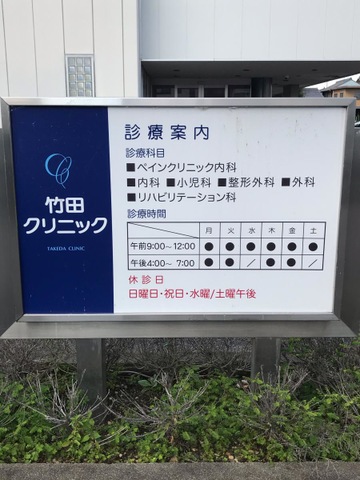 竹田
クリニック
TAKEDA CLINIC
診療案内
診療科目
■ペインクリニック内科
■内科 ■小児科 ■整形外科 ■外科
■リハビリテーション科
診療時間
月 火 水 木 金 土
午前9:00~12:00 ● ● ● ● ● ●
午後4:00~ 7:00 ● ● / ● ● /
休診日
日曜日・祝日・水曜/土曜午後